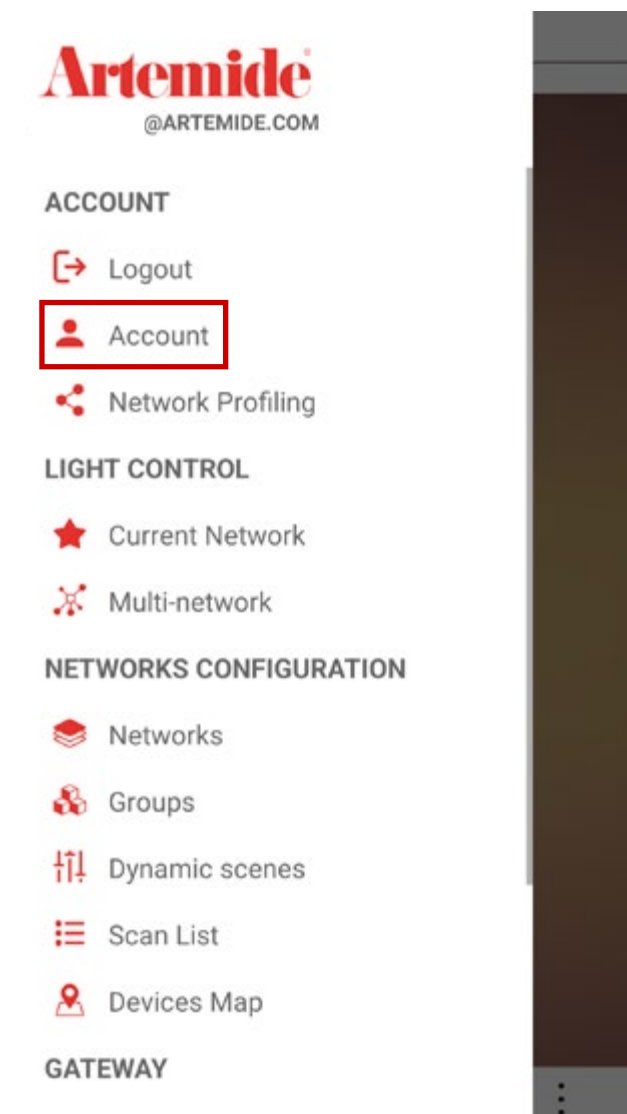 Artemide
@ARTEMIDE.COM
ACCOUNT
Logout
Account
Network Profiling
LIGHT CONTROL
Current Network
Multi-network
NETWORKS CONFIGURATION
Networks
Groups
Dynamic scenes
Scan List
Devices Map
GATEWAY